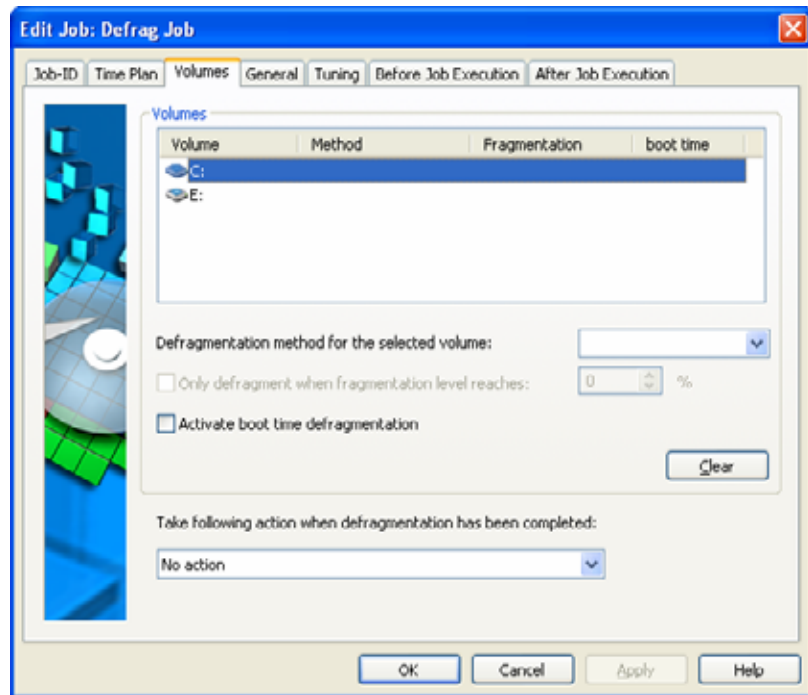 Edit Job: Defrag Job
Job-ID Time Plan Volumes General Tuning Before Job Execution After Job Execution
Volumes
Volume Method Fragmentation boot time
C:
E:
Defragmentation method for the selected volume:
Only defragment when fragmentation level reaches: 0 %
Activate boot time defragmentation
Clear
Take following action when defragmentation has been completed:
No action
OK Cancel Apply Help